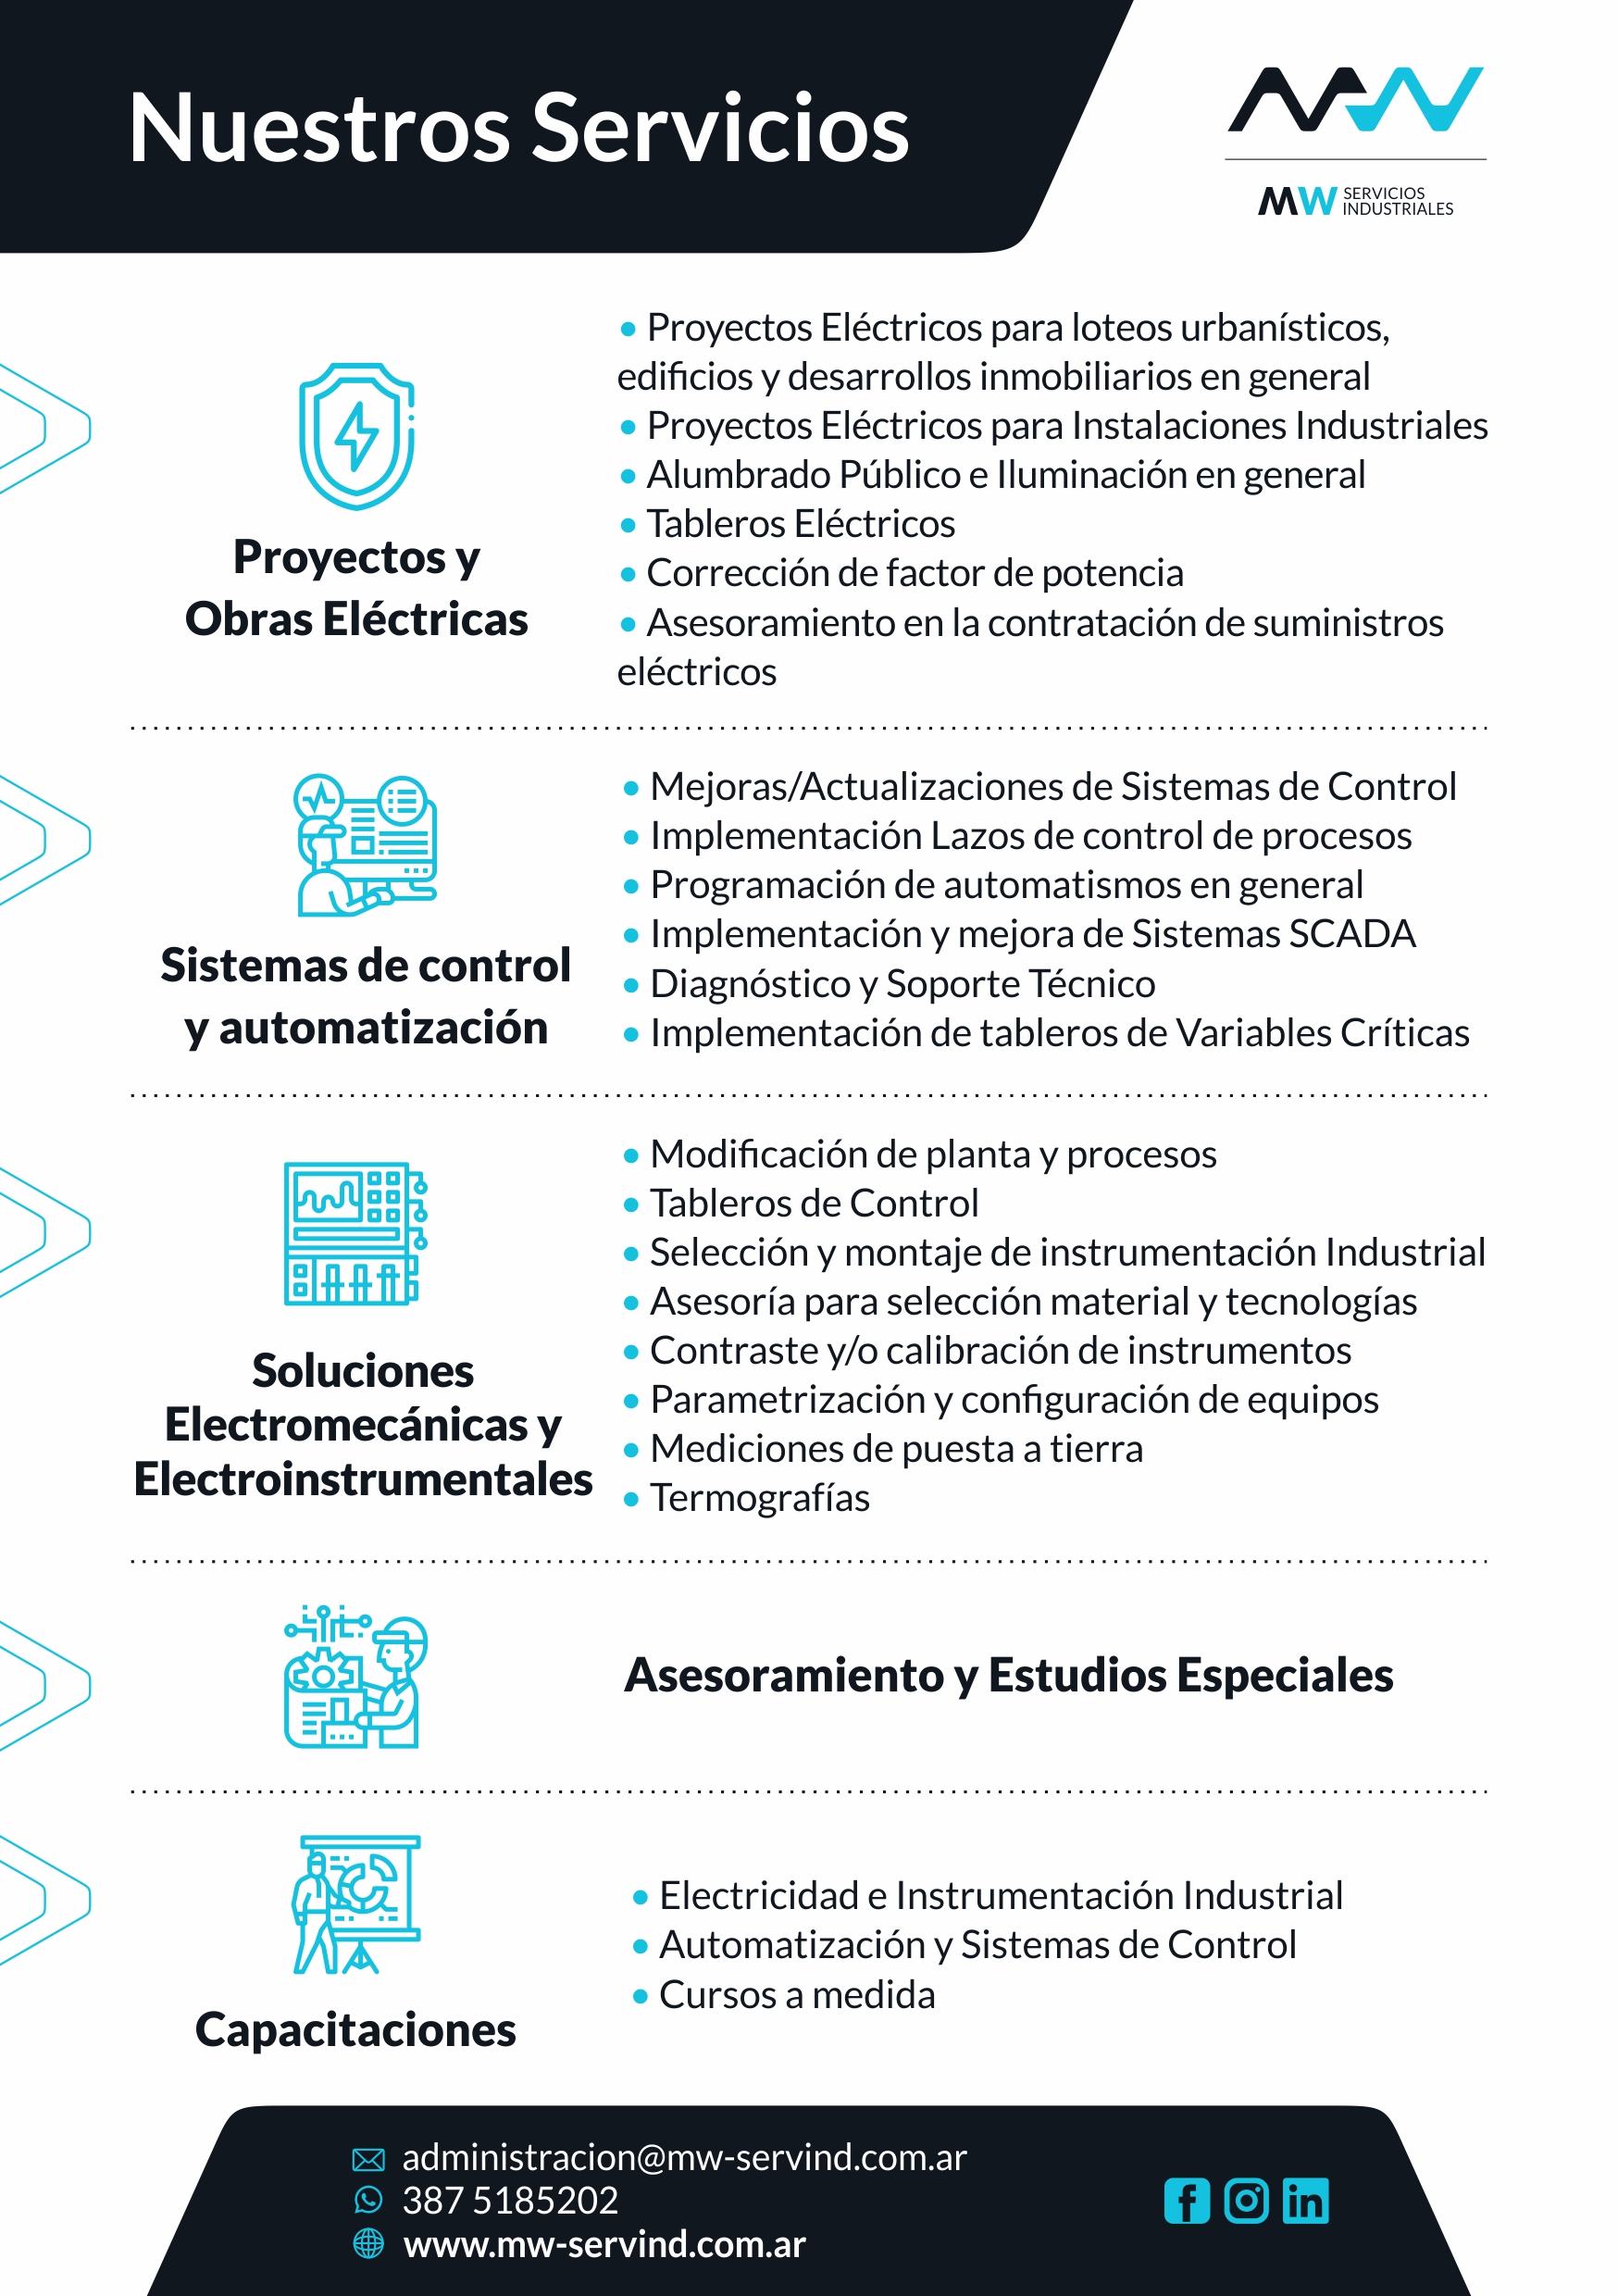 Nuestros Servicios
MW SERVICIOS
INDUSTRIALES
• Proyectos Eléctricos para loteos urbanísticos,
edificios y desarrollos inmobiliarios en general
• Proyectos Eléctricos para Instalaciones Industriales
• Alumbrado Público e Iluminación en general
• Tableros Eléctricos
• Corrección de factor de potencia
• Asesoramiento en la contratación de suministros
eléctricos
Proyectos y
Obras Eléctricas
• Mejoras/Actualizaciones de Sistemas de Control
• Implementación Lazos de control de procesos
• Programación de automatismos en general
• Implementación y mejora de Sistemas SCADA
• Diagnóstico y Soporte Técnico
• Implementación de tableros de Variables Críticas
Sistemas de control
y automatización
• Modificación de planta y procesos
• Tableros de Control
• Selección y montaje de instrumentación Industrial
• Asesoría para selección material y tecnologías
• Contraste y/o calibración de instrumentos
• Parametrización y configuración de equipos
• Mediciones de puesta a tierra
• Termografías
Soluciones
Electromecánicas y
Electroinstrumentales
Asesoramiento y Estudios Especiales
• Electricidad e Instrumentación Industrial
• Automatización y Sistemas de Control
• Cursos a medida
Capacitaciones
administracion@mw-servind.com.ar
387 5185202
www.mw-servind.com.ar